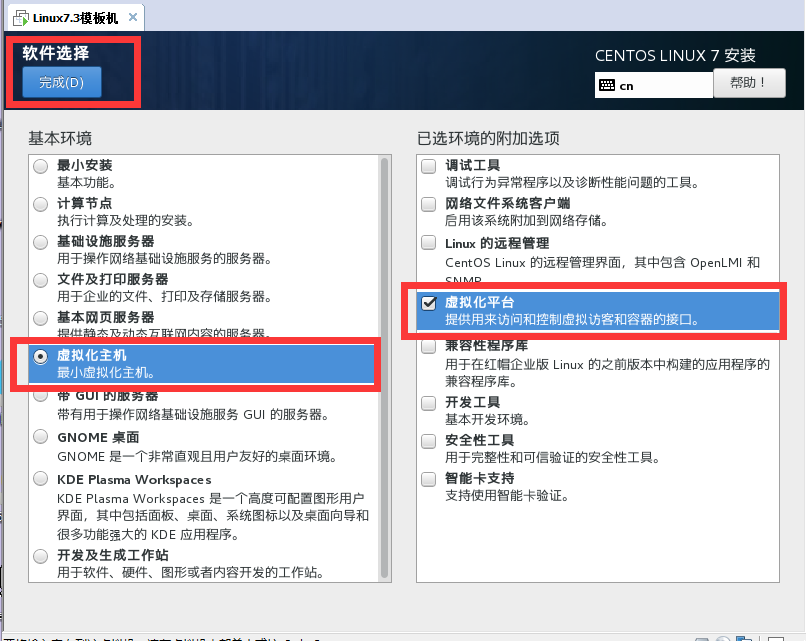 Linux7.3模板机
软件选择
完成(D)
CENTOS LINUX 7 安装
cn
帮助！
基本环境
最小安装
基本功能。
计算节点
执行计算及处理的安装。
基础设施服务器
用于操作网络基础设施服务的服务器。
文件及打印服务器
用于企业的文件、打印及存储服务器。
基本网页服务器
提供静态及动态互联网内容的服务器。
虚拟化主机
最小虚拟化主机。
带 GUI 的服务器
带有用于操作网络基础设施服务 GUI 的服务器。
GNOME 桌面
GNOME 是一个非常直观且用户友好的桌面环境。
KDE Plasma Workspaces
KDE Plasma Workspaces 是一个高度可配置图形用户
界面，其中包括面板、桌面、系统图标以及桌面向导和
很多功能强大的 KDE 应用程序。
开发及生成工作站
用于软件、硬件、图形或者内容开发的工作站。
已选环境的附加选项
调试工具
调试行为异常程序以及诊断性能问题的工具。
网络文件系统客户端
启用该系统附加到网络存储。
Linux 的远程管理
CentOS Linux 的远程管理界面，其中包含 OpenLMI 和
SNMP
虚拟化平台
提供用来访问和控制虚拟访客和容器的接口。
兼容性程序库
用于在红帽企业版 Linux 的之前版本中构建的应用程序的
兼容程序库。
开发工具
基本开发环境。
安全性工具
用于完整性和可信验证的安全性工具。
智能卡支持
支持使用智能卡验证。